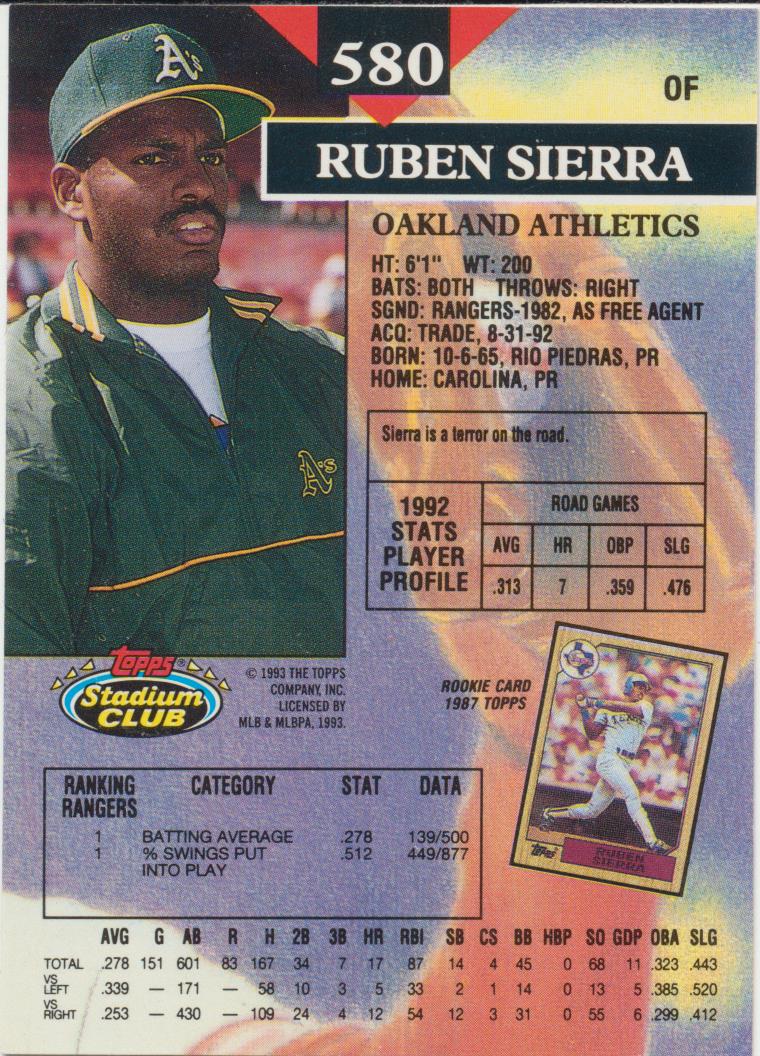 580
OF
RUBEN SIERRA
OAKLAND ATHLETICS
HT: 6'1" WT: 200
BATS: BOTH THROWS: RIGHT
SGND: RANGERS-1982, AS FREE AGENT
ACQ: TRADE, 8-31-92
BORN: 10-6-65, RIO PIEDRAS, PR
HOME: CAROLINA, PR
A's
A's
Sierra is a terror on the road.
1992 STATS PLAYER PROFILE
ROAD GAMES
AVG HR OBP SLG
.313 7 .359 .476
Topps®
Stadium
CLUB
© 1993 THE TOPPS
COMPANY, INC.
LICENSED BY
MLB & MLBPA, 1993.
ROOKIE CARD
1987 TOPPS
Topps
RUBEN
SIERRA
RANKING CATEGORY STAT DATA
RANGERS
1 BATTING AVERAGE .278 139/500
1 % SWINGS PUT .512 449/877
INTO PLAY
AVG G AB R H 2B 3B HR RBI SB CS BB HBP SO GDP OBA SLG
TOTAL .278 151 601 83 167 34 7 17 87 14 4 45 0 68 11 .323 .443
VS LEFT .339 — 171 — 58 10 3 5 33 2 1 14 0 13 5 .385 .520
VS RIGHT .253 — 430 — 109 24 4 12 54 12 3 31 0 55 6 .299 .412